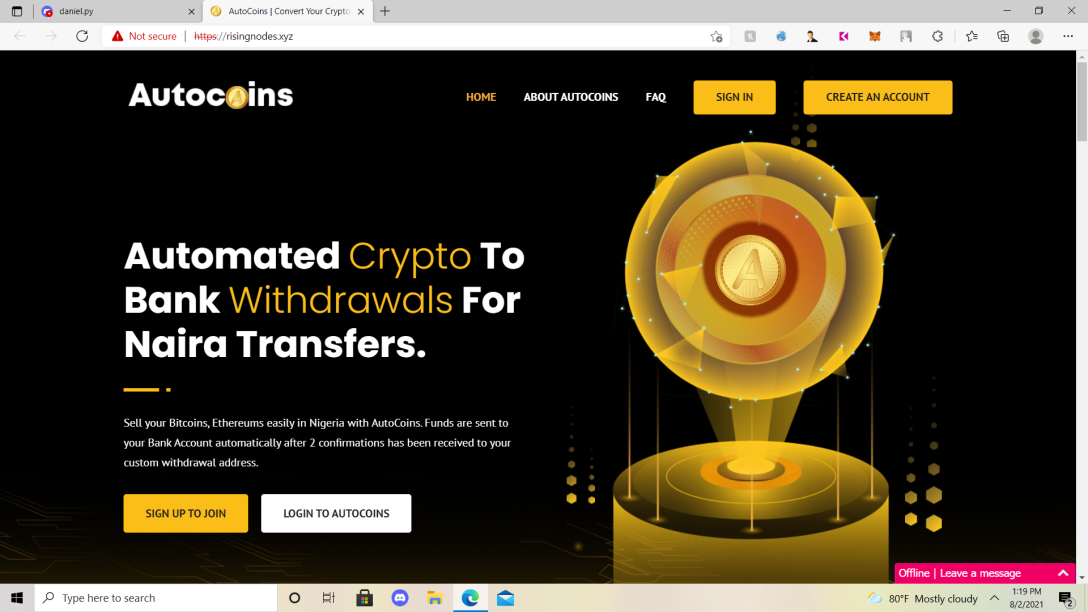 daniel.py
AutoCoins | Convert Your Crypto
Not secure | https://risingnodes.xyz
Autocoins
HOME
ABOUT AUTOCOINS
FAQ
SIGN IN
CREATE AN ACCOUNT
Automated Crypto To
Bank Withdrawals For
Naira Transfers.
Sell your Bitcoins, Ethereums easily in Nigeria with AutoCoins. Funds are sent to
your Bank Account automatically after 2 confirmations has been received to your
custom withdrawal address.
SIGN UP TO JOIN
LOGIN TO AUTOCOINS
A
Offline | Leave a message
Type here to search
80°F Mostly cloudy
1:19 PM
8/2/2021
2